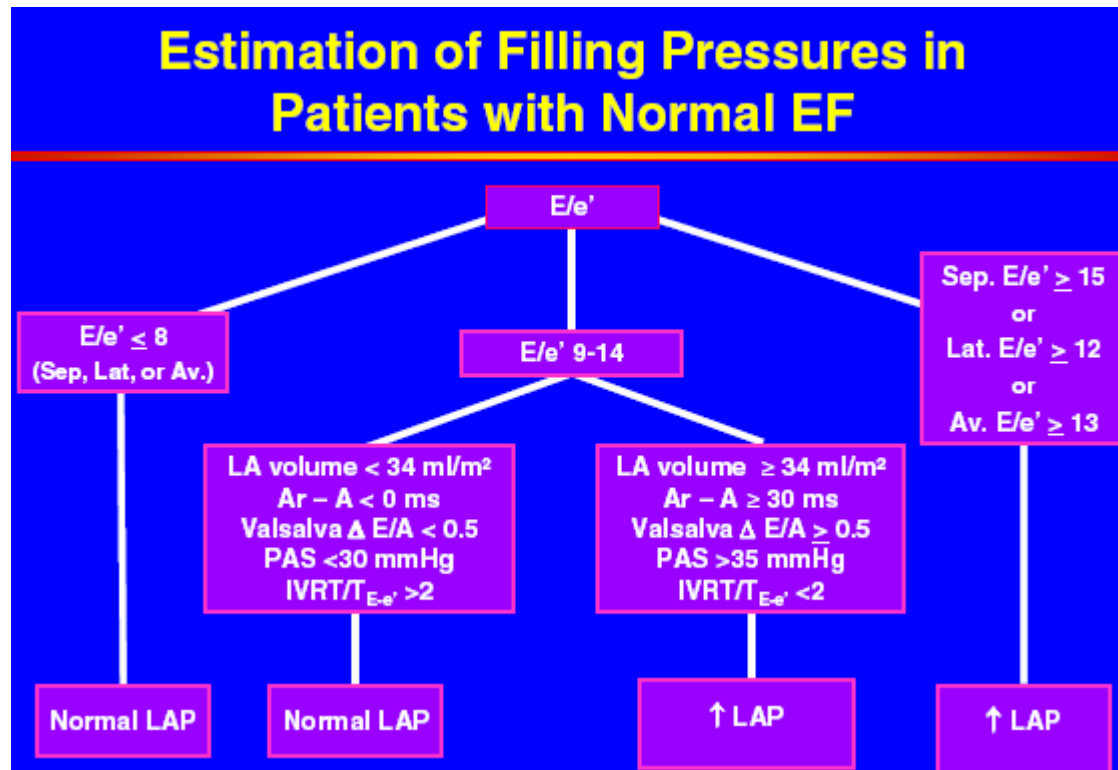 Estimation of Filling Pressures in
Patients with Normal EF
E/e'
E/e' ≤ 8
(Sep, Lat, or Av.)
E/e' 9-14
Sep. E/e' ≥ 15
or
Lat. E/e' ≥ 12
or
Av. E/e' ≥ 13
LA volume < 34 ml/m²
Ar – A < 0 ms
Valsalva Δ E/A < 0.5
PAS <30 mmHg
IVRT/T_E-e' >2
LA volume ≥ 34 ml/m²
Ar – A ≥ 30 ms
Valsalva Δ E/A ≥ 0.5
PAS >35 mmHg
IVRT/T_E-e' <2
Normal LAP
Normal LAP
↑ LAP
↑ LAP